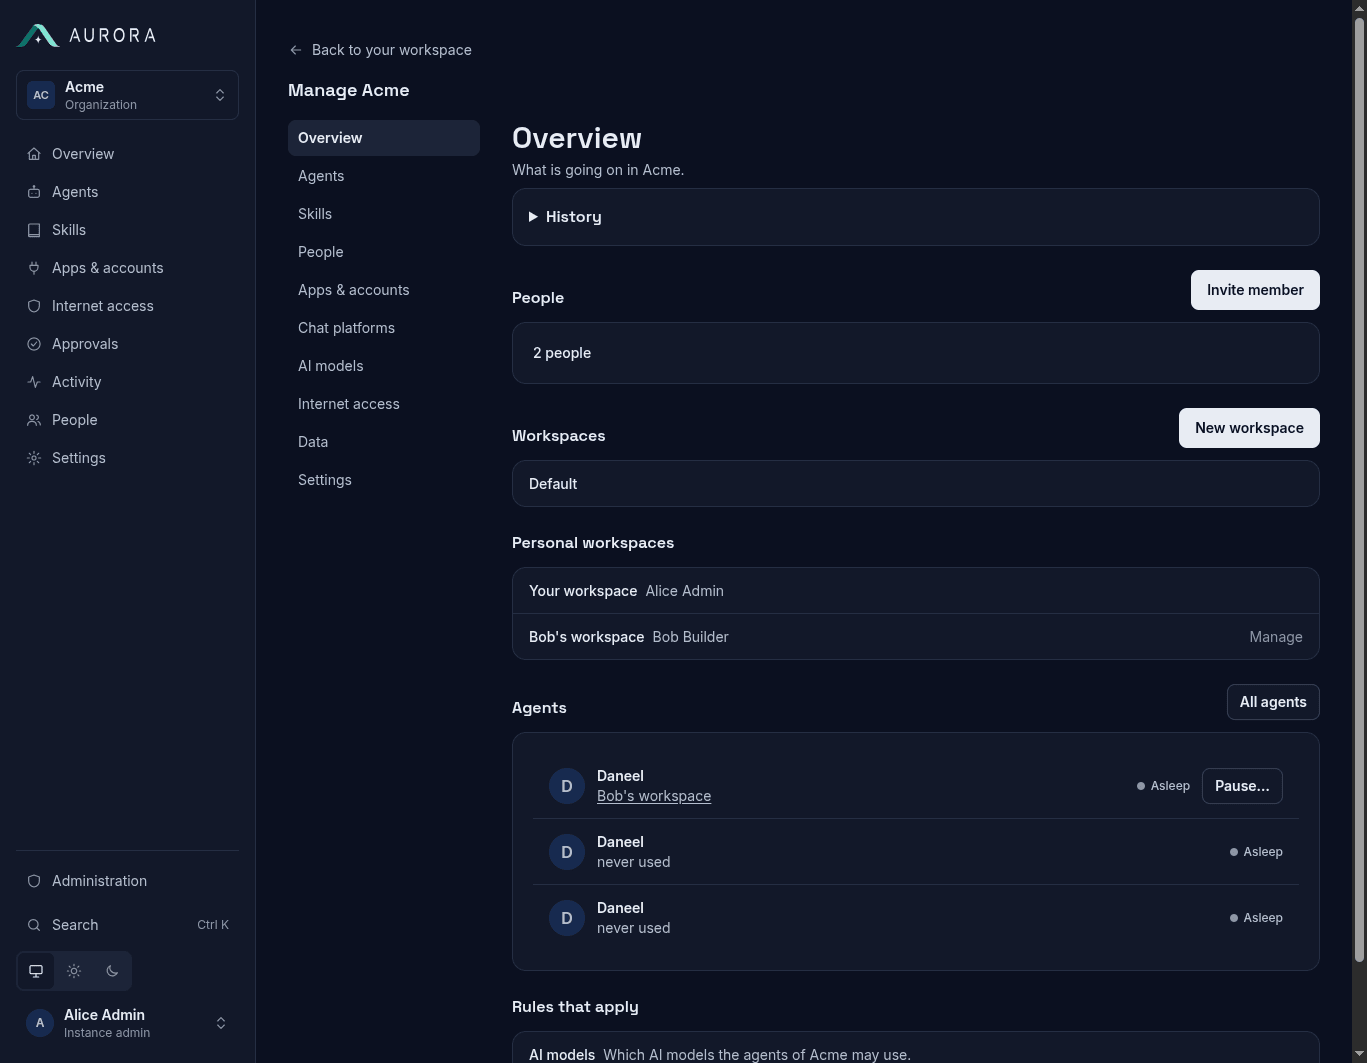 AURORA
AC
Acme
Organization
Overview
Agents
Skills
Apps & accounts
Internet access
Approvals
Activity
People
Settings
Administration
Search
Ctrl K
A
Alice Admin
Instance admin
Back to your workspace
Manage Acme
Overview
Agents
Skills
People
Apps & accounts
Chat platforms
AI models
Internet access
Data
Settings
Overview
What is going on in Acme.
History
People
Invite member
2 people
Workspaces
New workspace
Default
Personal workspaces
Your workspace Alice Admin
Bob's workspace Bob Builder
Manage
Agents
All agents
D
Daneel
Bob's workspace
Asleep
Pause...
D
Daneel
never used
Asleep
D
Daneel
never used
Asleep
Rules that apply
AI models Which AI models the agents of Acme may use.